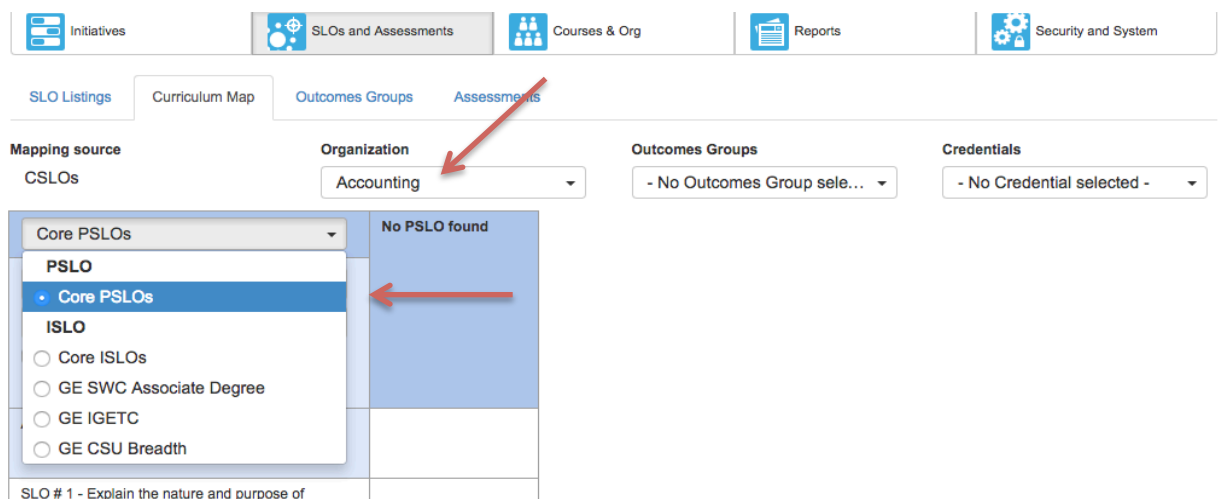 Initiatives
SLOs and Assessments
Courses & Org
Reports
Security and System
SLO Listings
Curriculum Map
Outcomes Groups
Assessments
Mapping source
Organization
Outcomes Groups
Credentials
CSLOs
Accounting
- No Outcomes Group sele...
- No Credential selected -
Core PSLOs
No PSLO found
PSLO
Core PSLOs
ISLO
Core ISLOs
GE SWC Associate Degree
GE IGETC
GE CSU Breadth
SLO # 1 - Explain the nature and purpose of